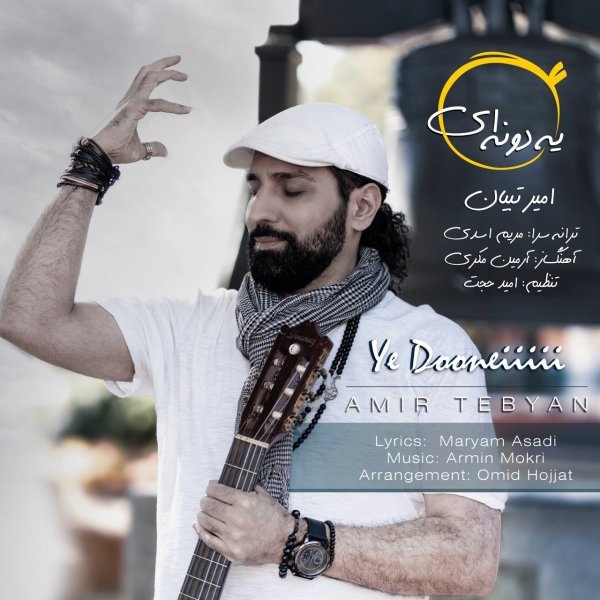 یه دونه ای
امیر تبیان
ترانه سرا: مریم اسدی
آهنگساز: آرمین مکری
تنظیم: امید حجت
Ye Dooneiiiii
AMIR TEBYAN
Lyrics: Maryam Asadi
Music: Armin Mokri
Arrangement: Omid Hojjat